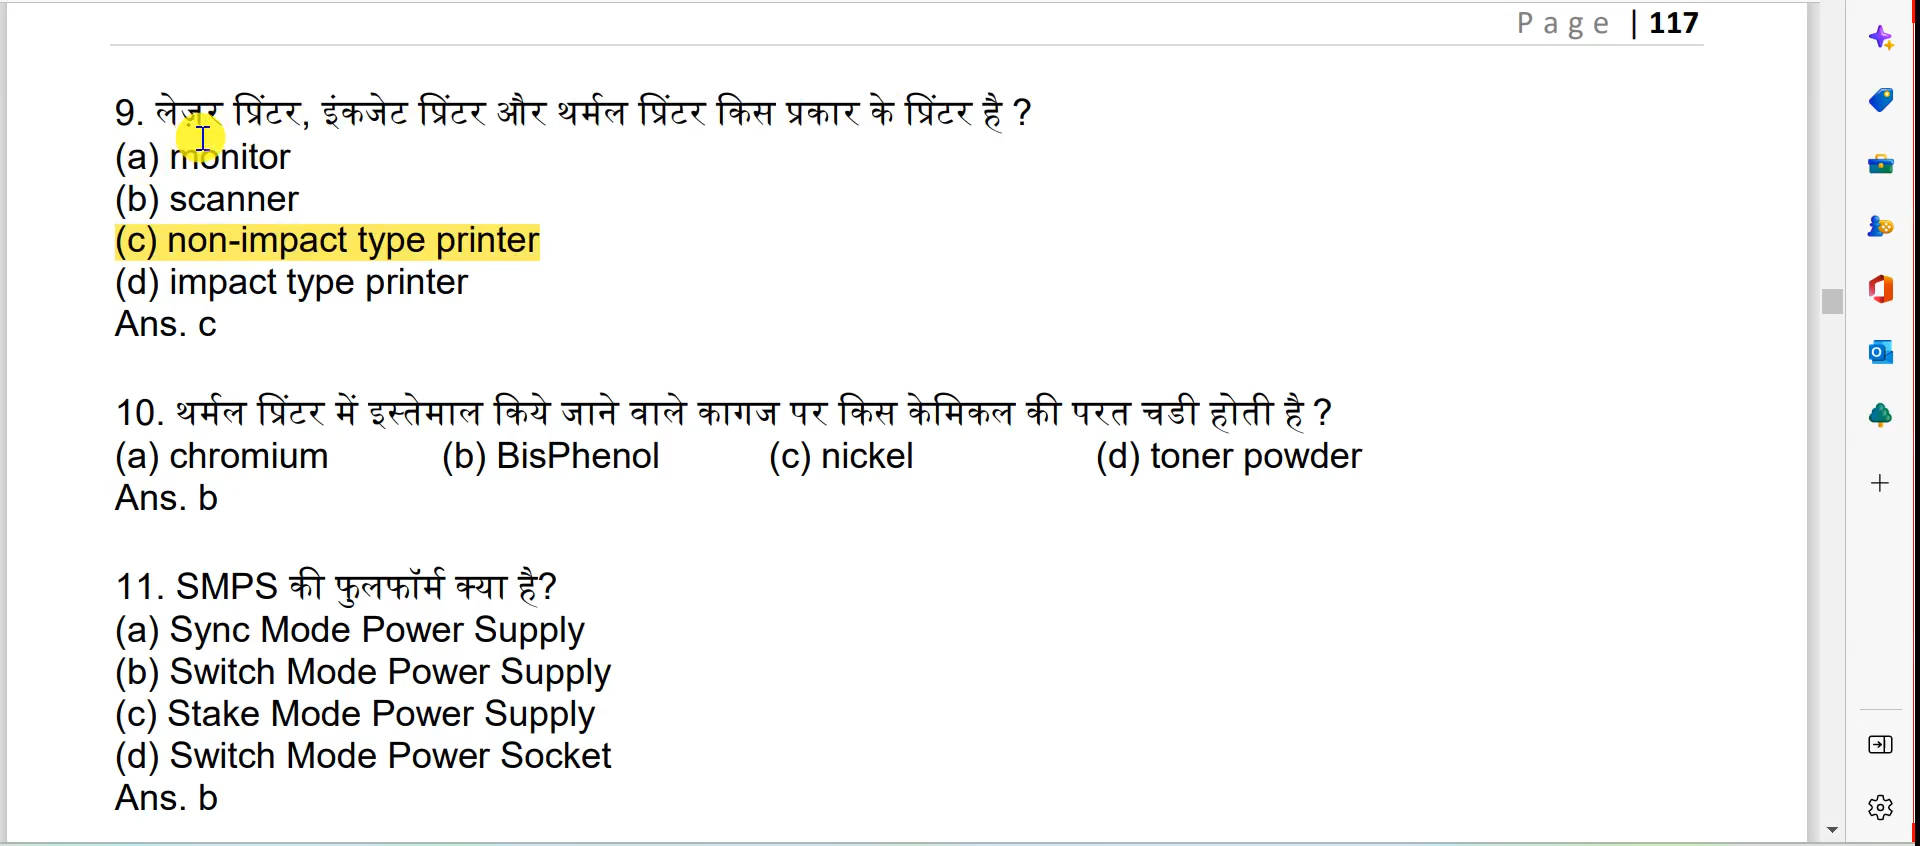 Page | 117
9. लेज़र प्रिंटर, इंकजेट प्रिंटर और थर्मल प्रिंटर किस प्रकार के प्रिंटर है ?
(a) monitor
(b) scanner
(c) non-impact type printer
(d) impact type printer
Ans. c
10. थर्मल प्रिंटर में इस्तेमाल किये जाने वाले कागज पर किस केमिकल की परत चडी होती है ?
(a) chromium (b) BisPhenol (c) nickel (d) toner powder
Ans. b
11. SMPS की फुलफॉर्म क्या है?
(a) Sync Mode Power Supply
(b) Switch Mode Power Supply
(c) Stake Mode Power Supply
(d) Switch Mode Power Socket
Ans. b